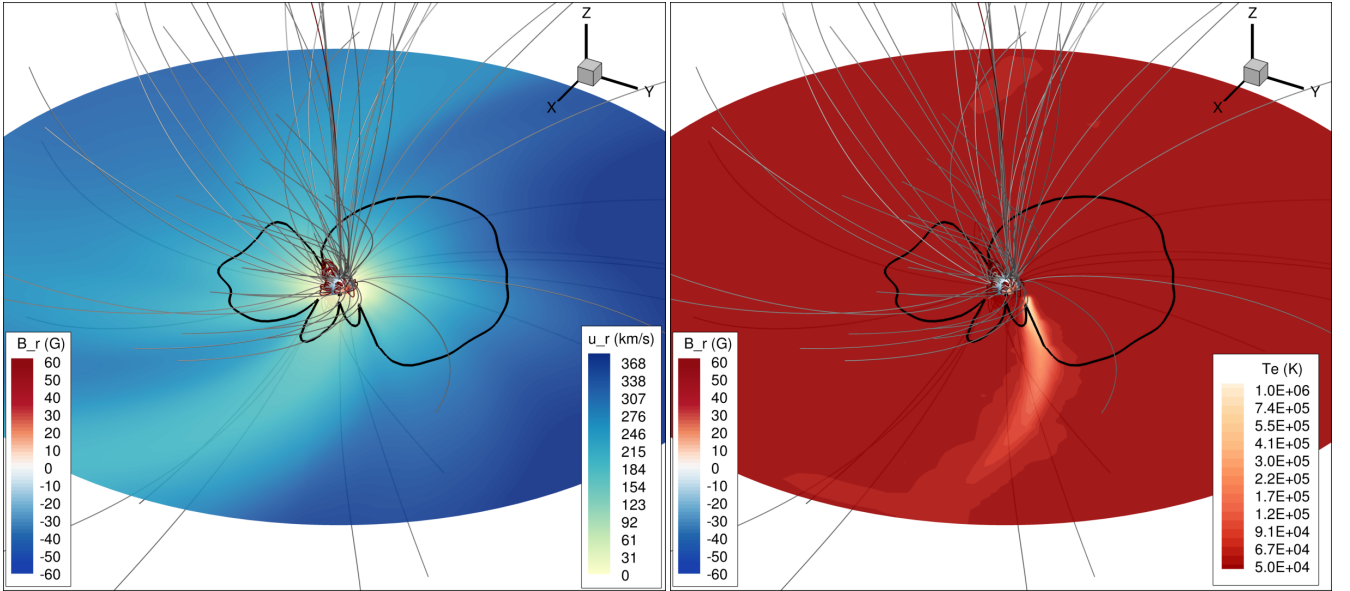 Z
X
Y
B_r (G)
60
50
40
30
20
10
0
-10
-20
-30
-40
-50
-60
u_r (km/s)
368
338
307
276
246
215
184
154
123
92
61
31
0
Z
X
Y
B_r (G)
60
50
40
30
20
10
0
-10
-20
-30
-40
-50
-60
Te (K)
1.0E+06
7.4E+05
5.5E+05
4.1E+05
3.0E+05
2.2E+05
1.7E+05
1.2E+05
9.1E+04
6.7E+04
5.0E+04